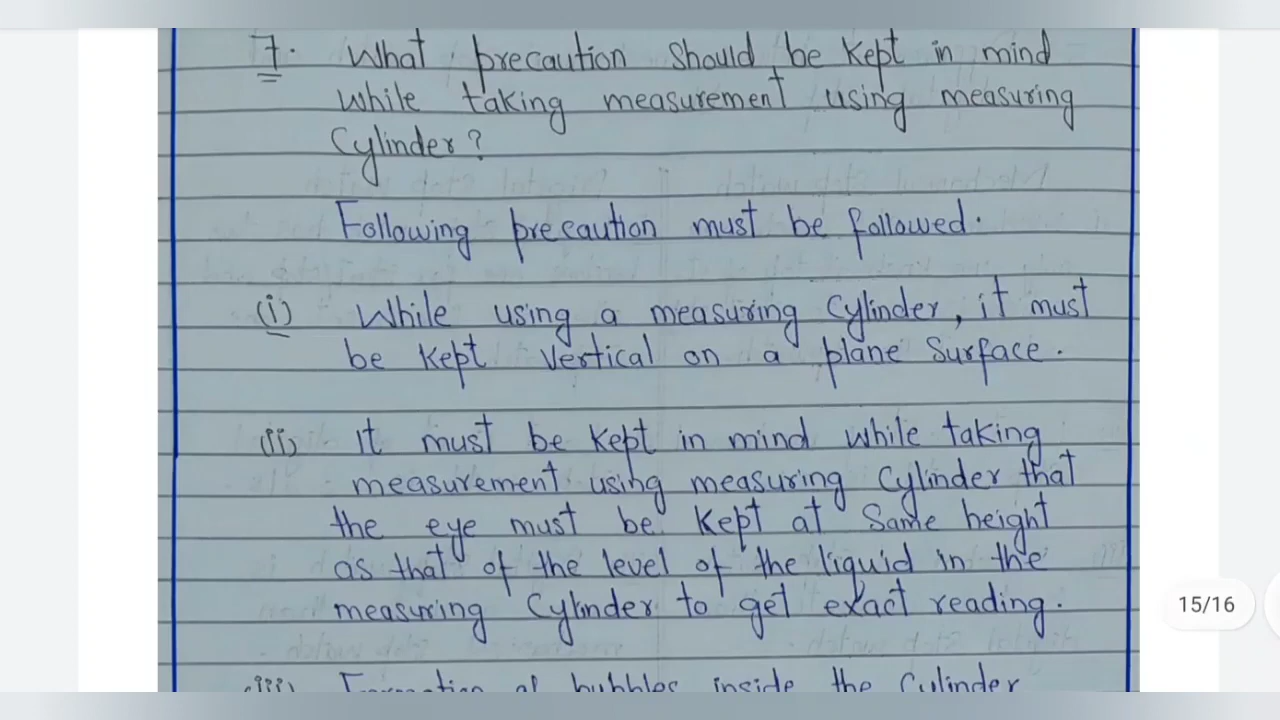 7. What precaution should be kept in mind
while taking measurement using measuring
Cylinder?
Following precaution must be followed.
(i) While using a measuring Cylinder, it must
be kept vertical on a plane surface.
(ii) It must be kept in mind while taking
measurement using measuring Cylinder that
the eye must be kept at same height
as that of the level of the liquid in the
measuring Cylinder to get exact reading.
15/16
(iii) Formation of bubbles inside the Cylinder